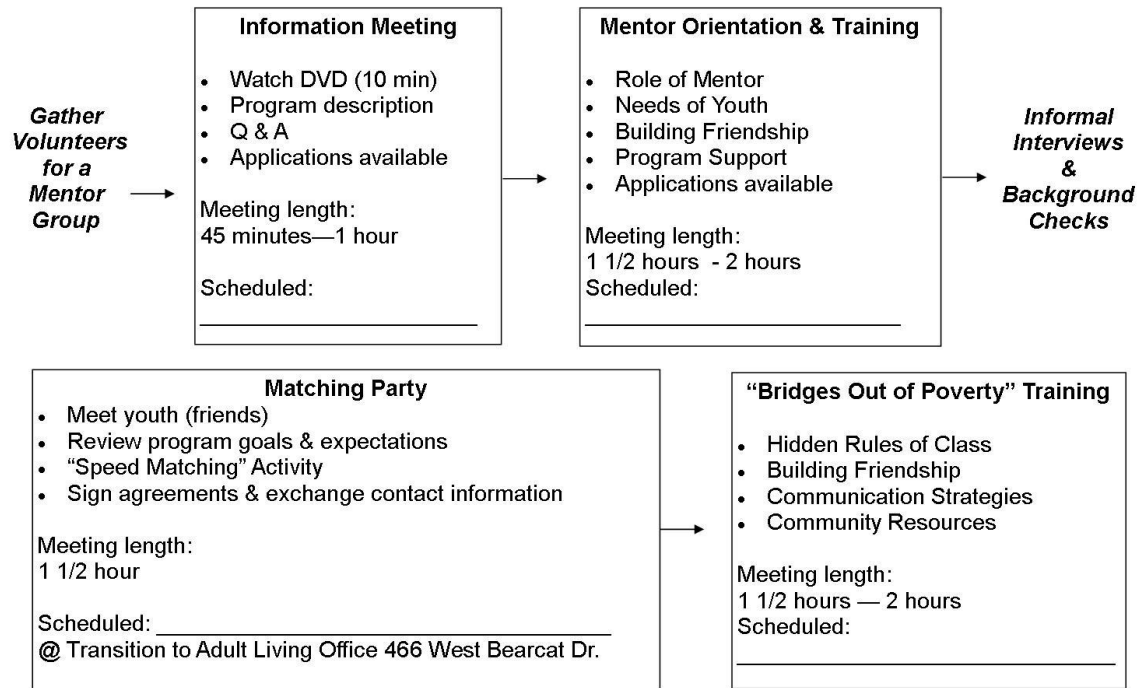 Gather
Volunteers
for a
Mentor
Group
Information Meeting
• Watch DVD (10 min)
• Program description
• Q & A
• Applications available
Meeting length:
45 minutes—1 hour
Scheduled:
Mentor Orientation & Training
• Role of Mentor
• Needs of Youth
• Building Friendship
• Program Support
• Applications available
Meeting length:
1 1/2 hours - 2 hours
Scheduled:
Informal
Interviews
&
Background
Checks
Matching Party
• Meet youth (friends)
• Review program goals & expectations
• “Speed Matching” Activity
• Sign agreements & exchange contact information
Meeting length:
1 1/2 hour
Scheduled:
@ Transition to Adult Living Office 466 West Bearcat Dr.
“Bridges Out of Poverty” Training
• Hidden Rules of Class
• Building Friendship
• Communication Strategies
• Community Resources
Meeting length:
1 1/2 hours — 2 hours
Scheduled: